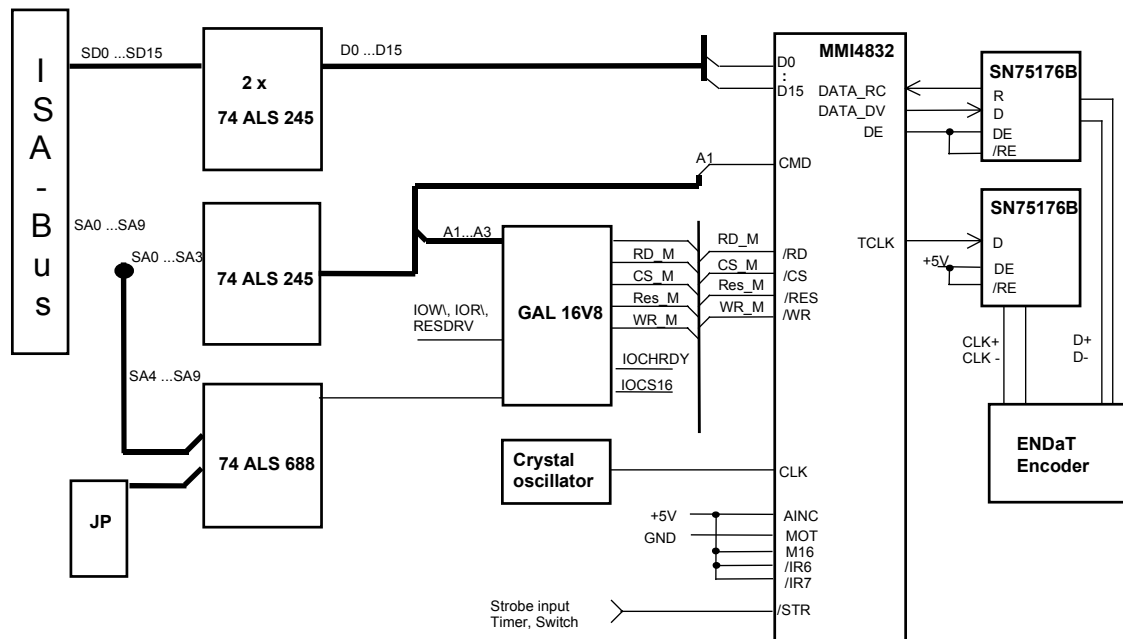 ISA-Bus
SD0 ...SD15
2 x
74 ALS 245
D0 ...D15
MMI4832
D0
:
D15
DATA_RC
DATA_DV
DE
SN75176B
R
D
DE
/RE
A1
CMD
SA0 ...SA9
SA0 ...SA3
74 ALS 245
A1...A3
RD_M
CS_M
Res_M
WR_M
GAL 16V8
IOW\, IOR\,
RESDRV
IOCHRDY
IOCS16
RD_M
CS_M
Res_M
WR_M
/RD
/CS
/RES
/WR
TCLK
SN75176B
D
+5V
DE
/RE
CLK+
CLK -
D+
D-
ENDaT
Encoder
SA4 ...SA9
74 ALS 688
JP
Crystal
oscillator
CLK
+5V
GND
AINC
MOT
M16
/IR6
/IR7
Strobe input
Timer, Switch
/STR